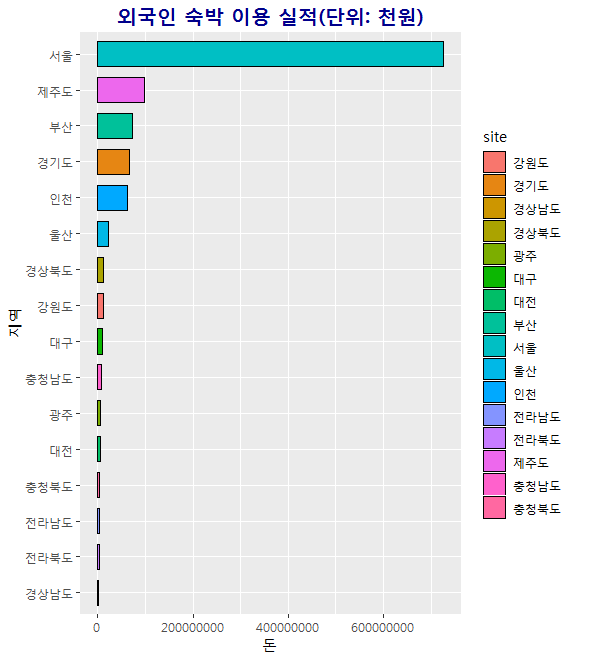 외국인 숙박 이용 실적(단위: 천원)
서울
제주도
부산
경기도
인천
울산
경상북도
강원도
대구
충청남도
광주
대전
충청북도
전라남도
전라북도
경상남도
지역
0 200000000 400000000 600000000
돈
site
강원도
경기도
경상남도
경상북도
광주
대구
대전
부산
서울
울산
인천
전라남도
전라북도
제주도
충청남도
충청북도